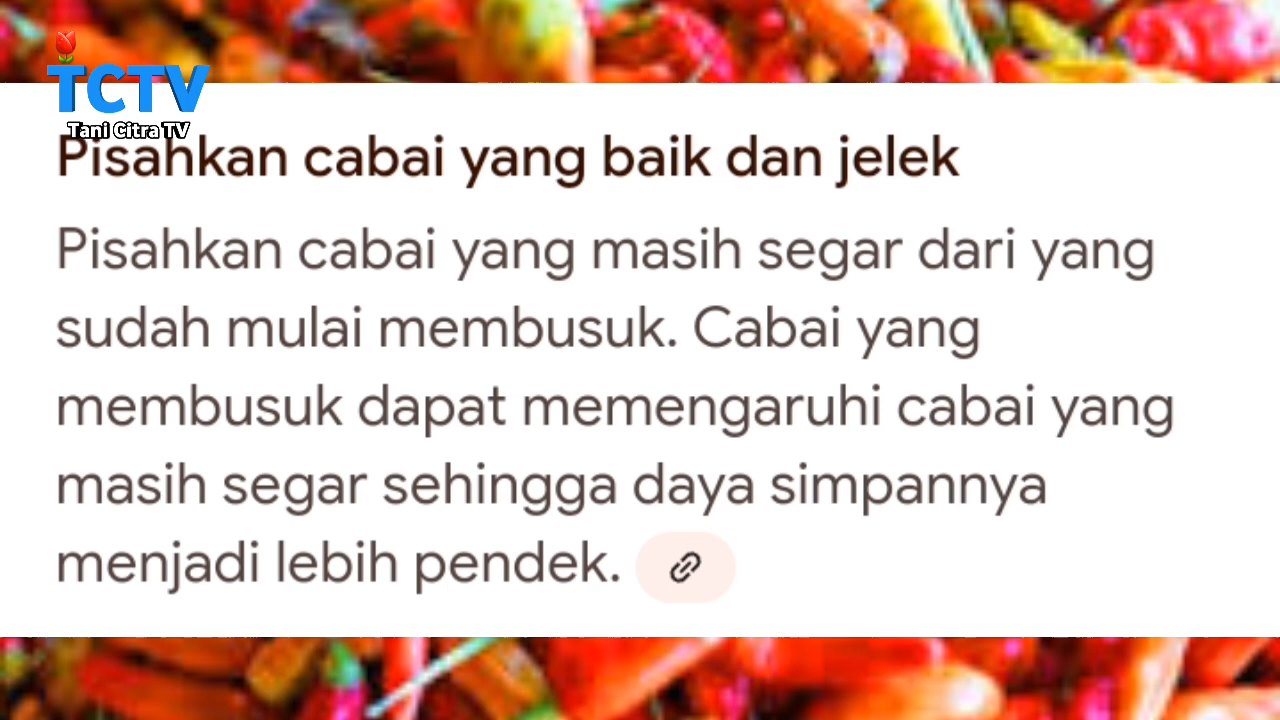 TCTV
Tani Citra TV
Pisahkan cabai yang baik dan jelek
Pisahkan cabai yang masih segar dari yang
sudah mulai membusuk. Cabai yang
membusuk dapat memengaruhi cabai yang
masih segar sehingga daya simpannya
menjadi lebih pendek.